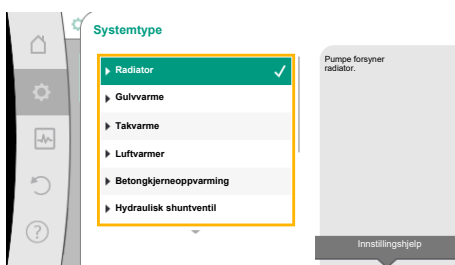 Systemtype
Radiator
Gulvvarme
Takvarme
Luftvarmer
Betongkjerneoppvarming
Hydraulisk shuntventil
Pumpe forsyner
radiator.
Innstillingshjelp